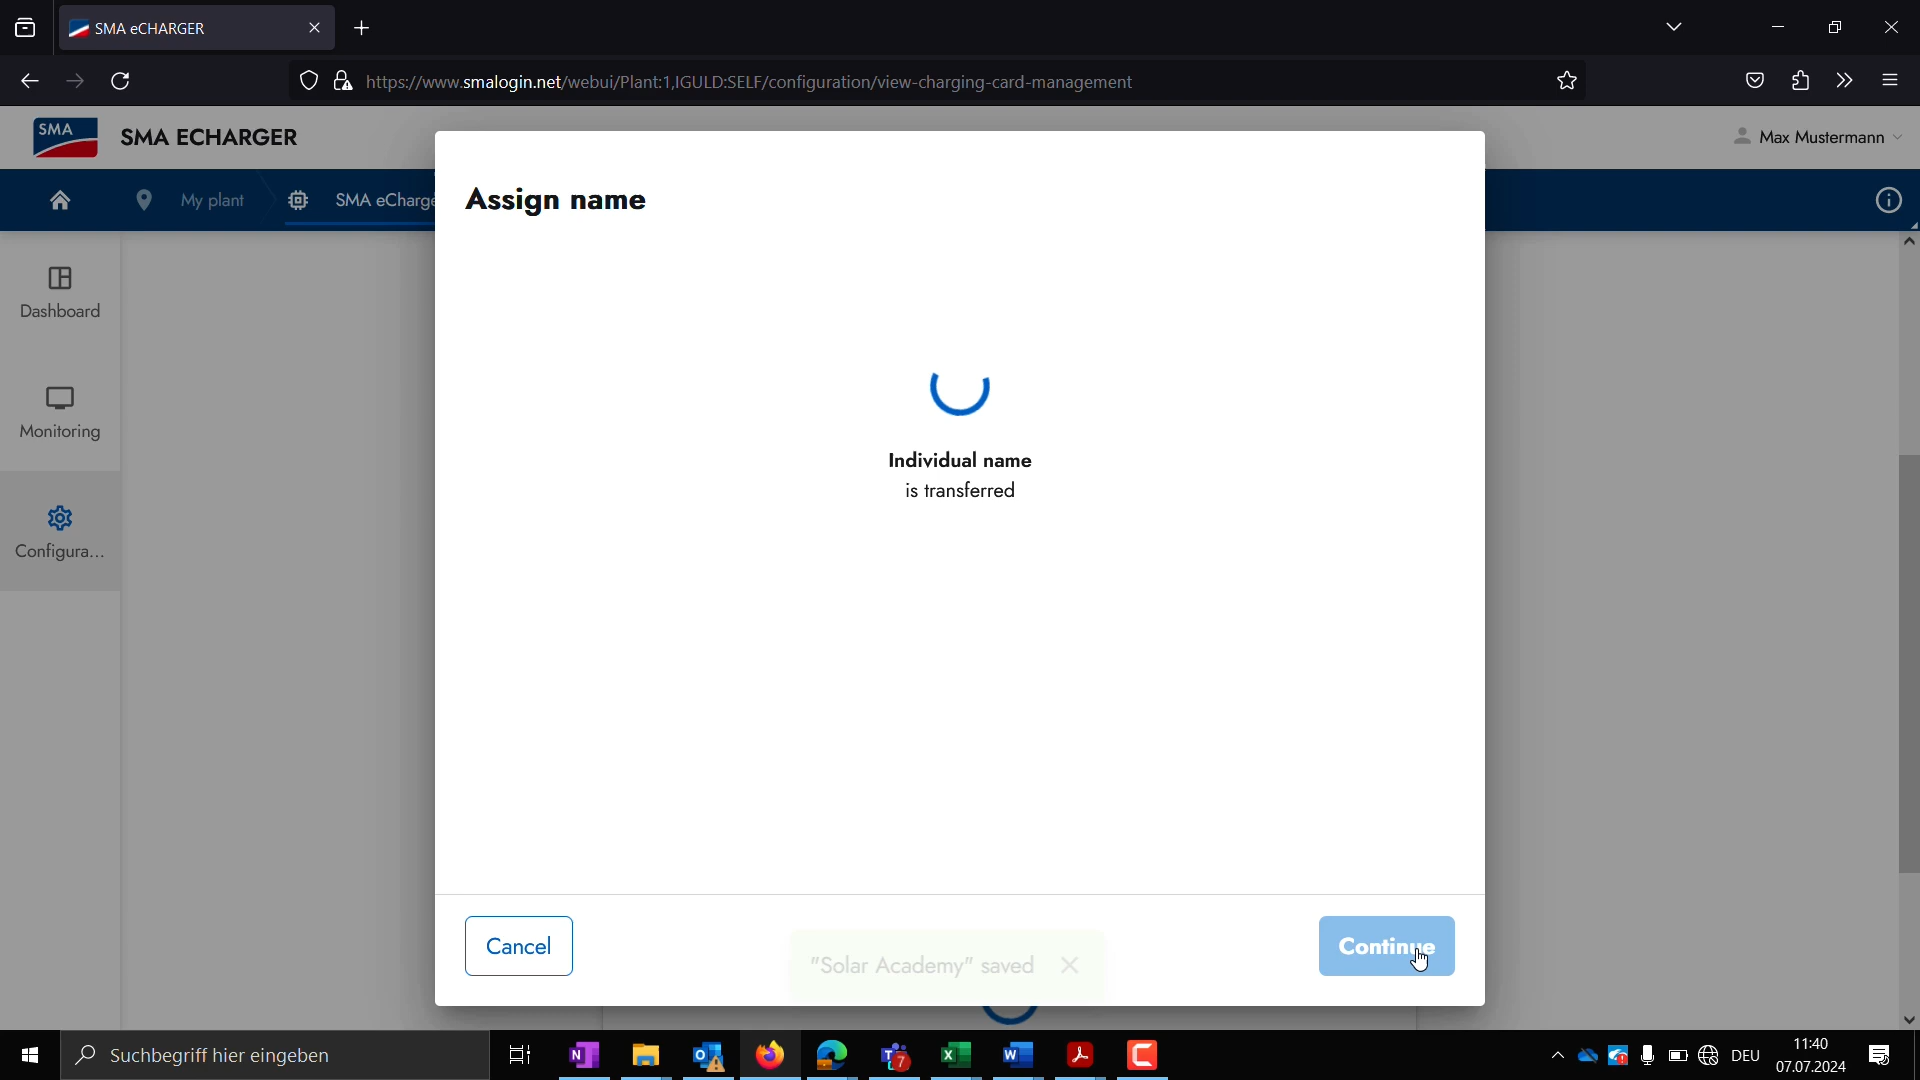 SMA eCHARGER
https://www.smalogin.net/webui/Plant:1,IGULD:SELF/configuration/view-charging-card-management
SMA
SMA ECHARGER
Max Mustermann
My plant
SMA eCharge
Assign name
Dashboard
Monitoring
Configura...
Individual name
is transferred
Cancel
"Solar Academy" saved
Continue
Suchbegriff hier eingeben
7
DEU
11:40
07.07.2024